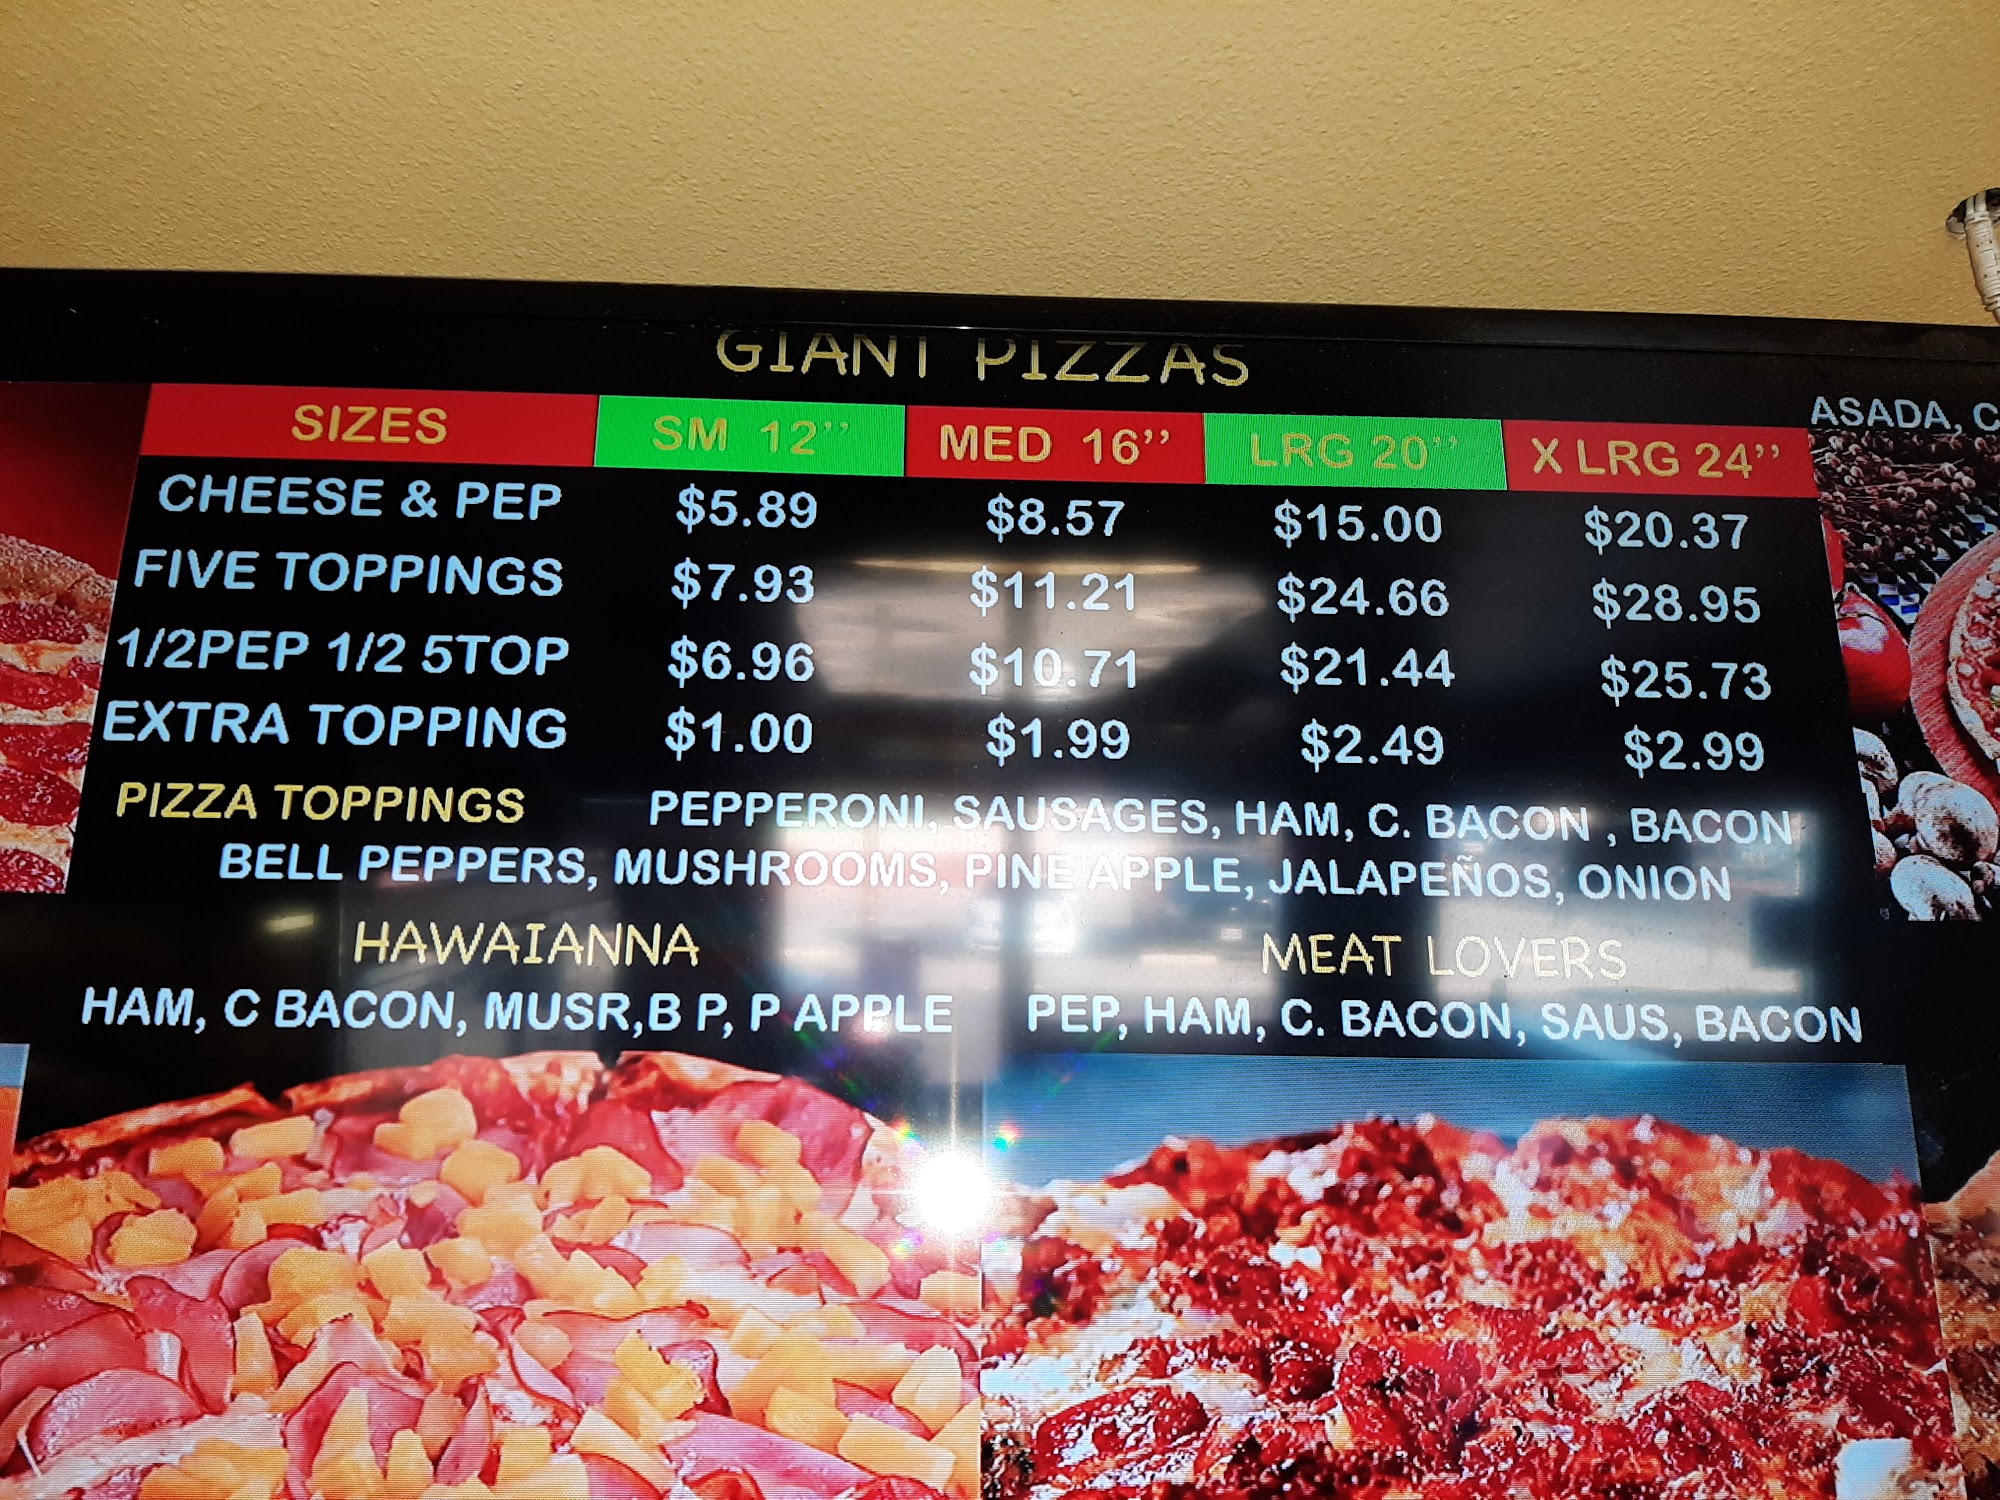 GIANT PIZZAS
SIZES SM 12’’ MED 16’’ LRG 20’’ X LRG 24’’
CHEESE & PEP $5.89 $8.57 $15.00 $20.37
FIVE TOPPINGS $7.93 $11.21 $24.66 $28.95
1/2PEP 1/2 5TOP $6.96 $10.71 $21.44 $25.73
EXTRA TOPPING $1.00 $1.99 $2.49 $2.99
PIZZA TOPPINGS PEPPERONI, SAUSAGES, HAM, C. BACON , BACON
BELL PEPPERS, MUSHROOMS, PINE APPLE, JALAPEÑOS, ONION
HAWAIANNA MEAT LOVERS
HAM, C BACON, MUSR,B P, P APPLE PEP, HAM, C. BACON, SAUS, BACON
ASADA,